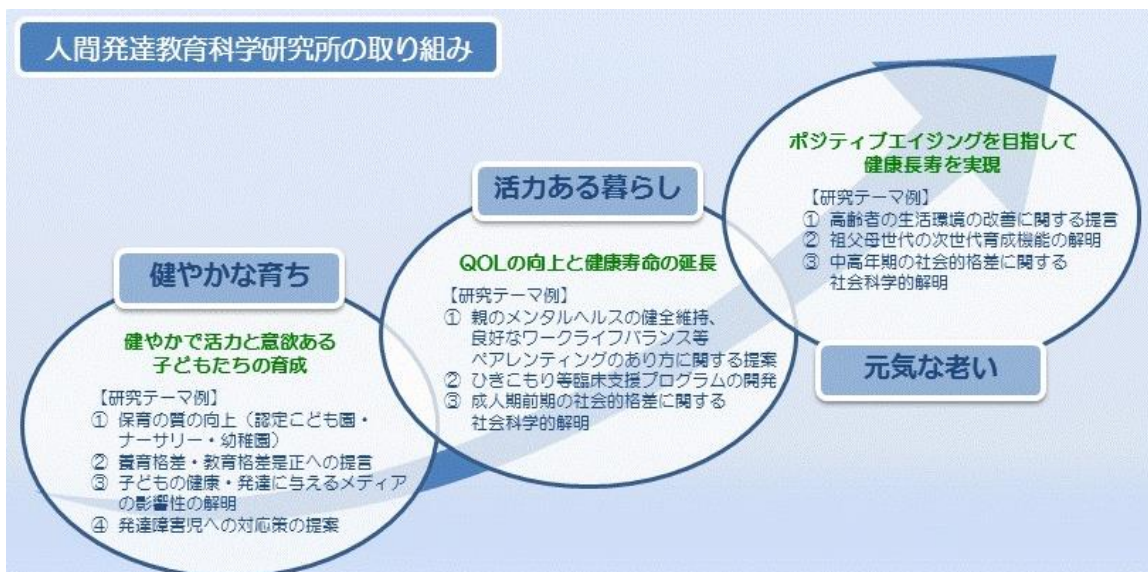 人間発達教育科学研究所の取り組み
健やかな育ち
健やかで活力と意欲ある
子どもたちの育成
【研究テーマ例】
① 保育の質の向上（認定こども園・
ナーサリー・幼稚園）
② 養育格差・教育格差是正への提言
③ 子どもの健康・発達に与えるメディア
の影響性の解明
④ 発達障害児への対応策の提案
活力ある暮らし
QOLの向上と健康寿命の延長
【研究テーマ例】
① 親のメンタルヘルスの健全維持、
良好なワークライフバランス等
ペアレンティングのあり方に関する提案
② ひきこもり等臨床支援プログラムの開発
③ 成人期前期の社会的格差に関する
社会科学的解明
ポジティブエイジングを目指して
健康長寿を実現
【研究テーマ例】
① 高齢者の生活環境の改善に関する提言
② 祖父母世代の次世代育成機能の解明
③ 中高年期の社会的格差に関する
社会科学的解明
元気な老い